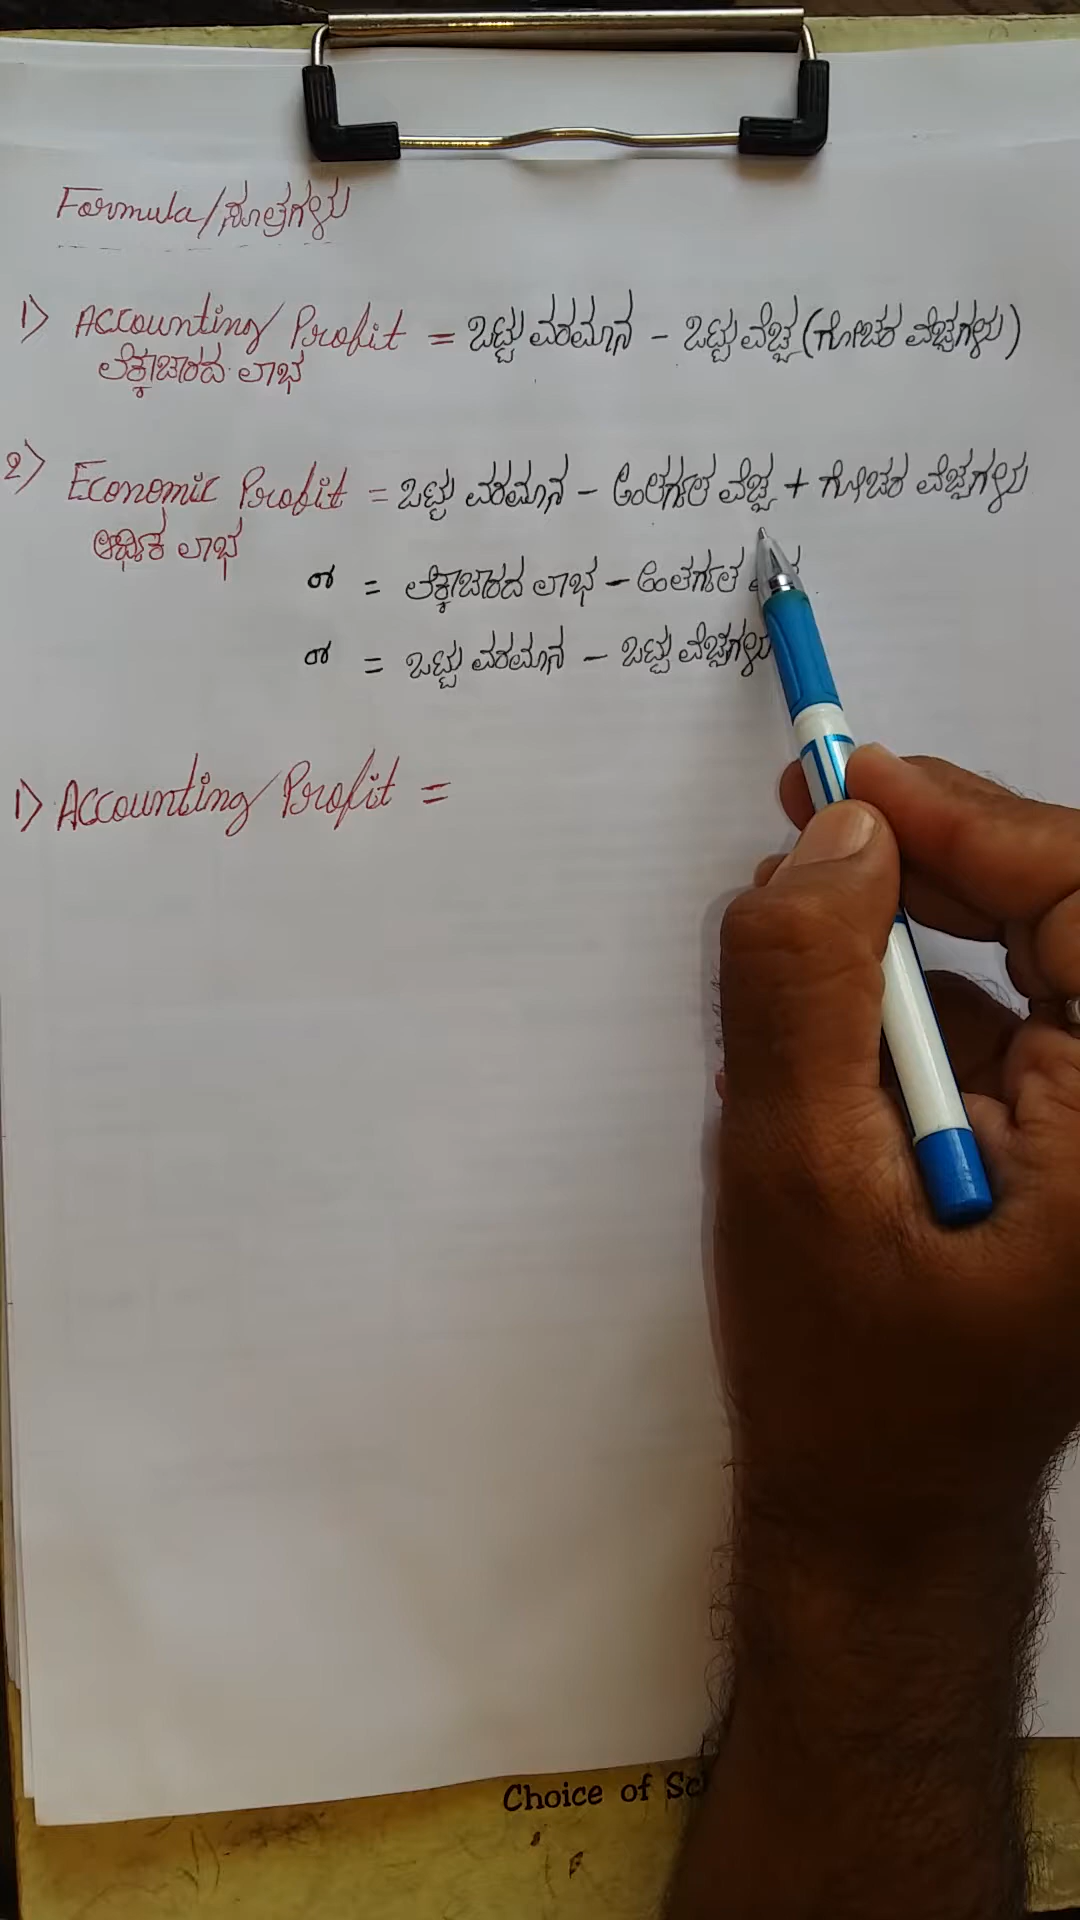 Formula/ಸೂತ್ರಗಳು
1) Accounting Profit = ಒಟ್ಟು ವರಮಾನ - ಒಟ್ಟು ವೆಚ್ಚ (ಗೋಚರ ವೆಚ್ಚಗಳು)
ಲೆಕ್ಕಾಚಾರದ ಲಾಭ
2) Economic Profit = ಒಟ್ಟು ವರಮಾನ - ಅಂತರ್ಗತ ವೆಚ್ಚ + ಗೋಚರ ವೆಚ್ಚಗಳು
ಆರ್ಥಿಕ ಲಾಭ
= ಲೆಕ್ಕಾಚಾರದ ಲಾಭ - ಅಂತರ್ಗತ
= ಒಟ್ಟು ವರಮಾನ - ಒಟ್ಟು ವೆಚ್ಚಗಳು
1) Accounting Profit =
Choice of